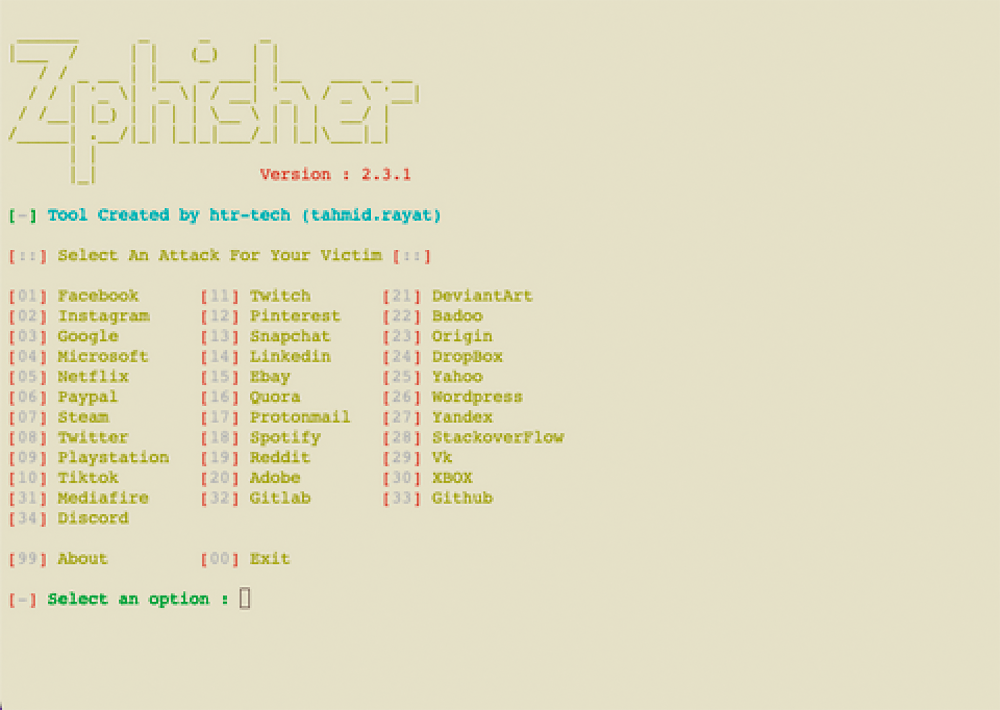 Zphisher
Version : 2.3.1
[-] Tool Created by htr-tech (tahmid.rayat)
[::] Select An Attack For Your Victim [::]
[01] Facebook [11] Twitch [21] DeviantArt
[02] Instagram [12] Pinterest [22] Badoo
[03] Google [13] Snapchat [23] Origin
[04] Microsoft [14] Linkedin [24] DropBox
[05] Netflix [15] Ebay [25] Yahoo
[06] Paypal [16] Quora [26] Wordpress
[07] Steam [17] Protonmail [27] Yandex
[08] Twitter [18] Spotify [28] StackoverFlow
[09] Playstation [19] Reddit [29] Vk
[10] Tiktok [20] Adobe [30] XBOX
[31] Mediafire [32] Gitlab [33] Github
[34] Discord
[99] About [00] Exit
[-] Select an option :